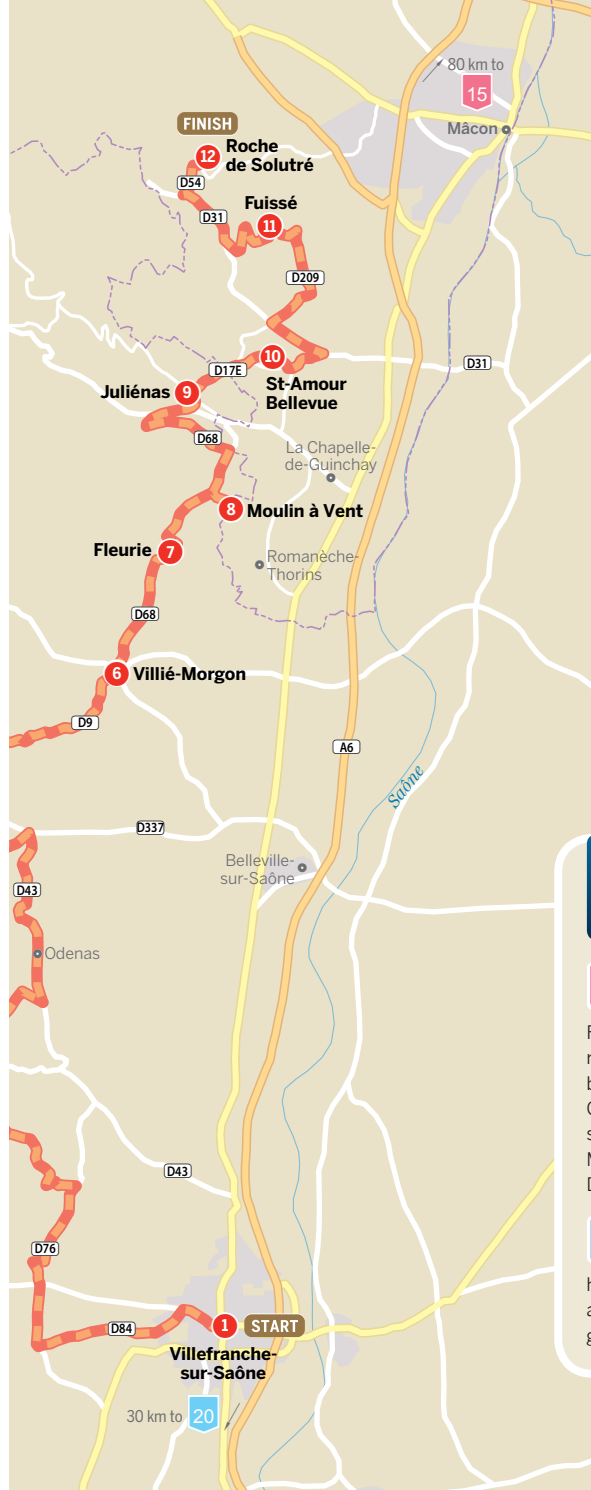 80 km to
15
Mâcon
FINISH
12
Roche
de Solutré
D54
D31
Fuissé
11
D209
10
St-Amour
Bellevue
D17E
D31
Juliénas
9
D68
La Chapelle-
de-Guinchay
8
Moulin à Vent
Fleurie
7
Romanèche-
Thorins
D68
6
Villié-Morgon
D9
A6
Saône
D337
Belleville-
sur-Saône
D43
Odenas
D43
D76
D84
1
START
Villefranche-
sur-Saône
30 km to
20